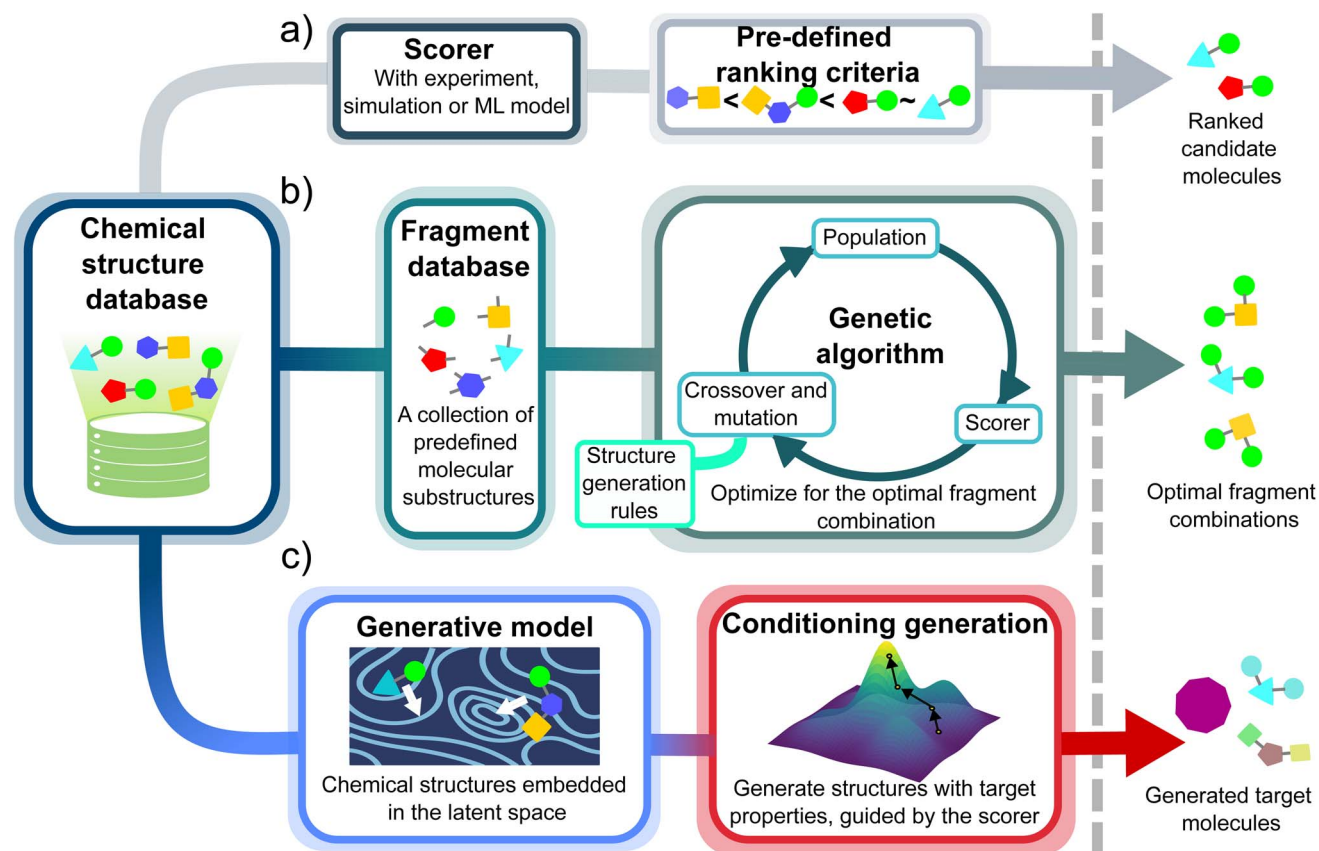 a)
Scorer
With experiment,
simulation or ML model
Pre-defined
ranking criteria
< < ~
Ranked
candidate
molecules
b)
Chemical
structure
database
Fragment
database
A collection of
predefined
molecular
substructures
Population
Genetic
algorithm
Crossover and
mutation
Scorer
Structure
generation
rules
Optimize for the optimal fragment
combination
Optimal fragment
combinations
c)
Generative model
Chemical structures embedded
in the latent space
Conditioning generation
Generate structures with target
properties, guided by the scorer
Generated target
molecules